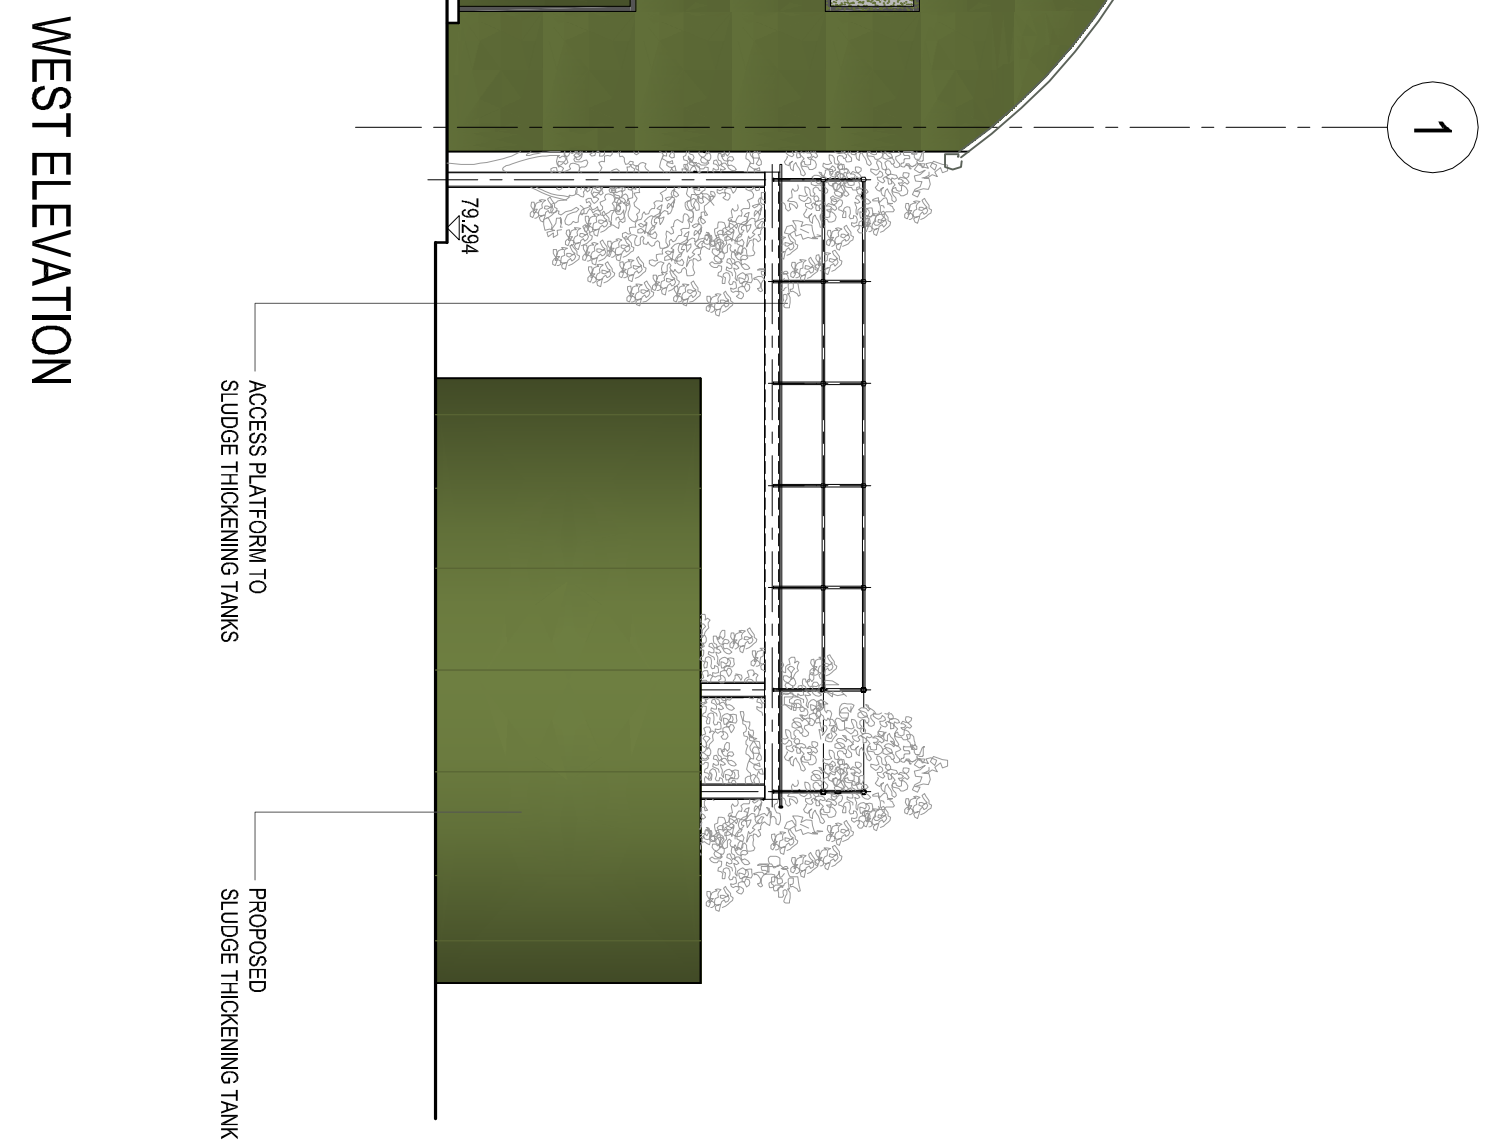 1
79.294
ACCESS PLATFORM TO
SLUDGE THICKENING TANKS
PROPOSED
SLUDGE THICKENING TANK
WEST ELEVATION